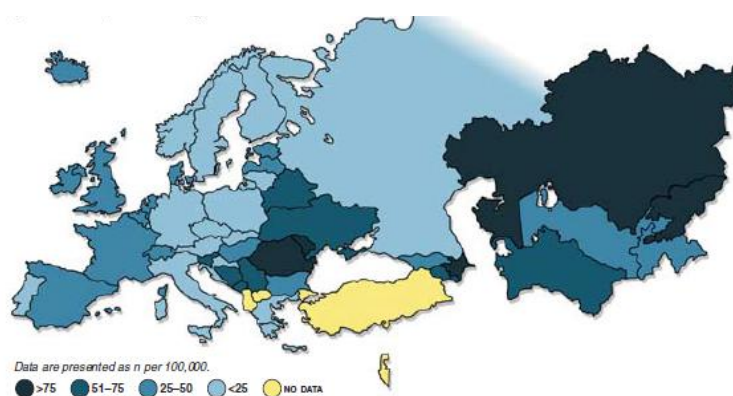 Data are presented as n per 100,000.
>75 51–75 25–50 <25 NO DATA